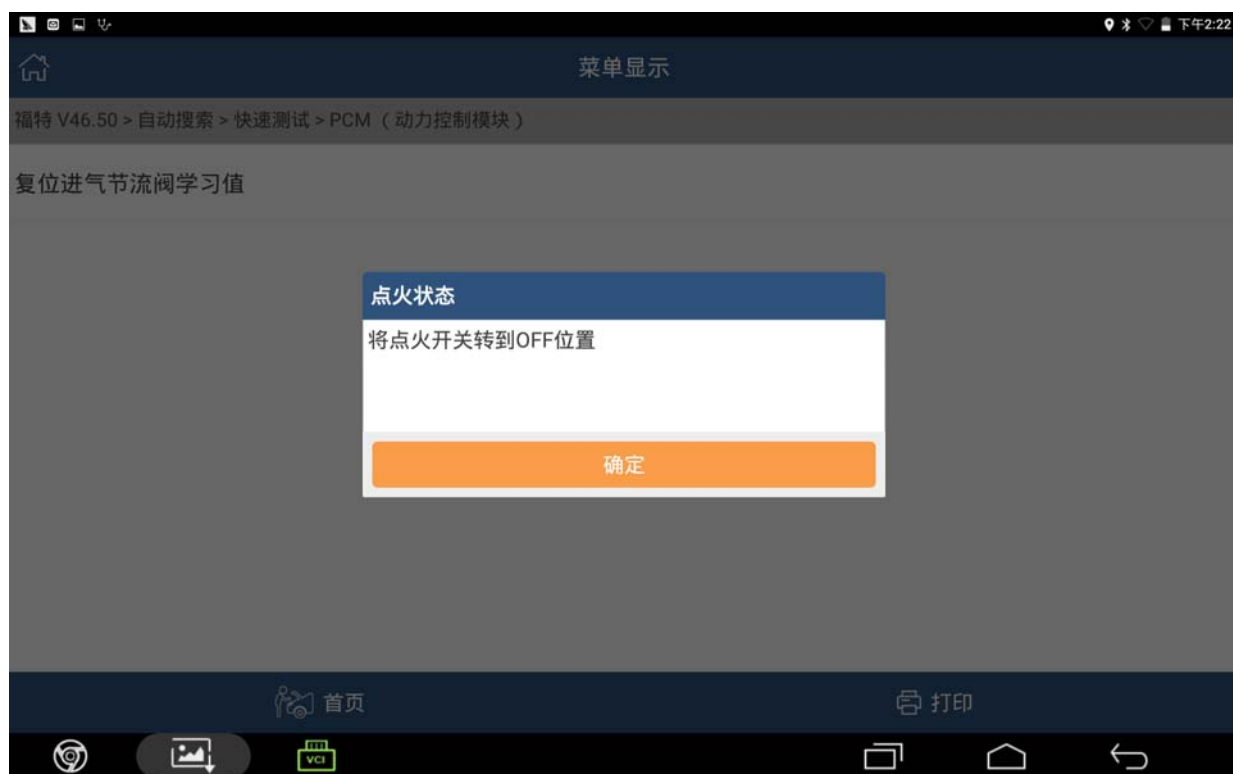 下午2:22
菜单显示
福特 V46.50 > 自动搜索 > 快速测试 > PCM （动力控制模块）
复位进气节流阀学习值
点火状态
将点火开关转到OFF位置
确定
首页
打印
VCI